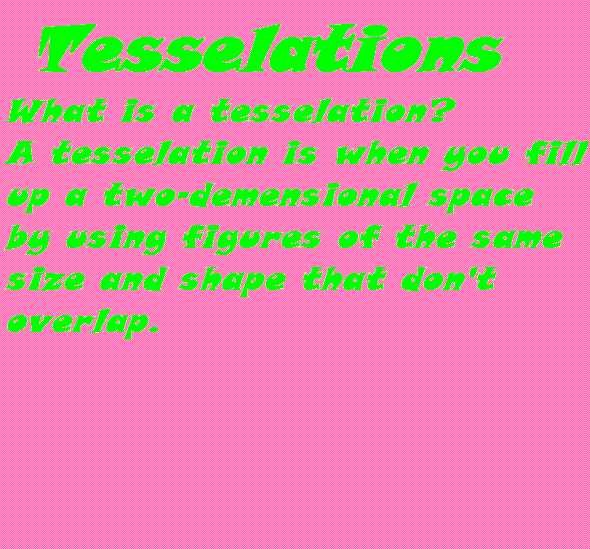 Tesselations
What is a tesselation?
A tesselation is when you fill
up a two-demensional space
by using figures of the same
size and shape that don't
overlap.